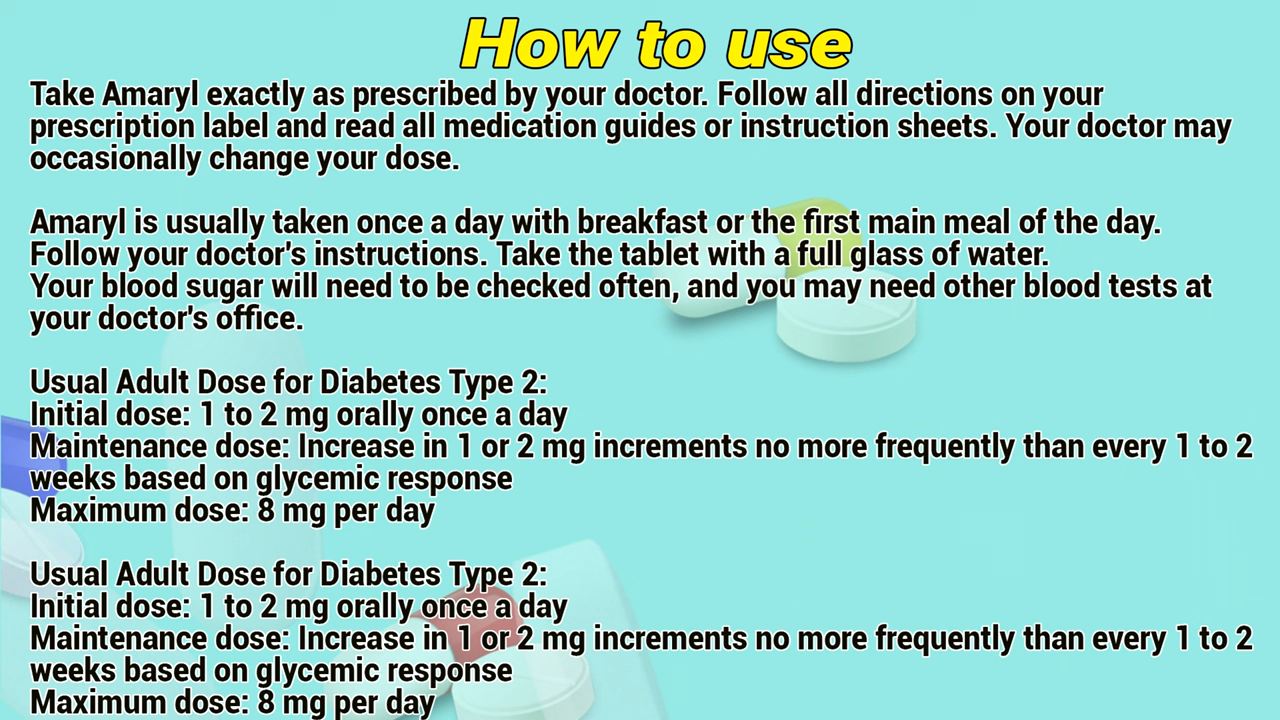 How to use
Take Amaryl exactly as prescribed by your doctor. Follow all directions on your
prescription label and read all medication guides or instruction sheets. Your doctor may
occasionally change your dose.
Amaryl is usually taken once a day with breakfast or the first main meal of the day.
Follow your doctor's instructions. Take the tablet with a full glass of water.
Your blood sugar will need to be checked often, and you may need other blood tests at
your doctor's office.
Usual Adult Dose for Diabetes Type 2:
Initial dose: 1 to 2 mg orally once a day
Maintenance dose: Increase in 1 or 2 mg increments no more frequently than every 1 to 2
weeks based on glycemic response
Maximum dose: 8 mg per day
Usual Adult Dose for Diabetes Type 2:
Initial dose: 1 to 2 mg orally once a day
Maintenance dose: Increase in 1 or 2 mg increments no more frequently than every 1 to 2
weeks based on glycemic response
Maximum dose: 8 mg per day